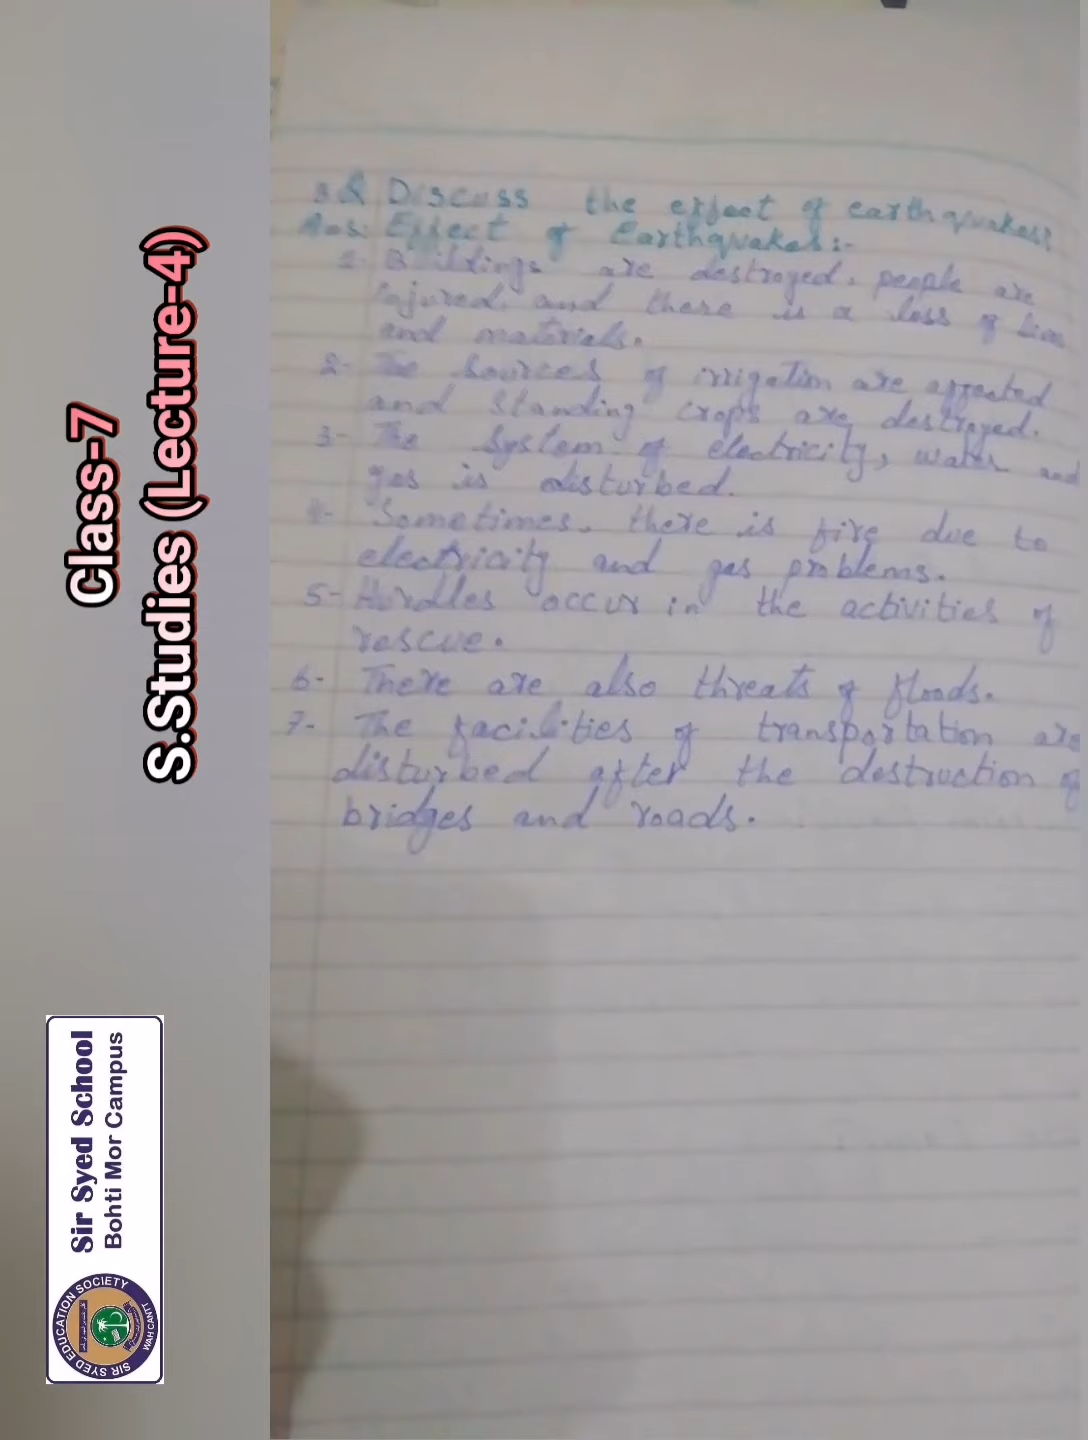 Class-7
S.Studies (Lecture-4)
Sir Syed School
Bohti Mor Campus
SIR SYED EDUCATION SOCIETY
WAH CANTT
3Q Discuss the effect of earthquakes?
Ans: Effect of Earthquakes:-
1- Buildings are destroyed, people are
injured, and there is a loss of lives
and materials.
2- The sources of irrigation are affected
and standing crops are destroyed.
3- The system of electricity, water and
gas is disturbed.
4- Sometimes, there is fire due to
electricity and gas problems.
5- Hurdles occur in the activities of
rescue.
6- There are also threats of floods.
7- The facilities of transportation are
disturbed after the destruction of
bridges and roads.